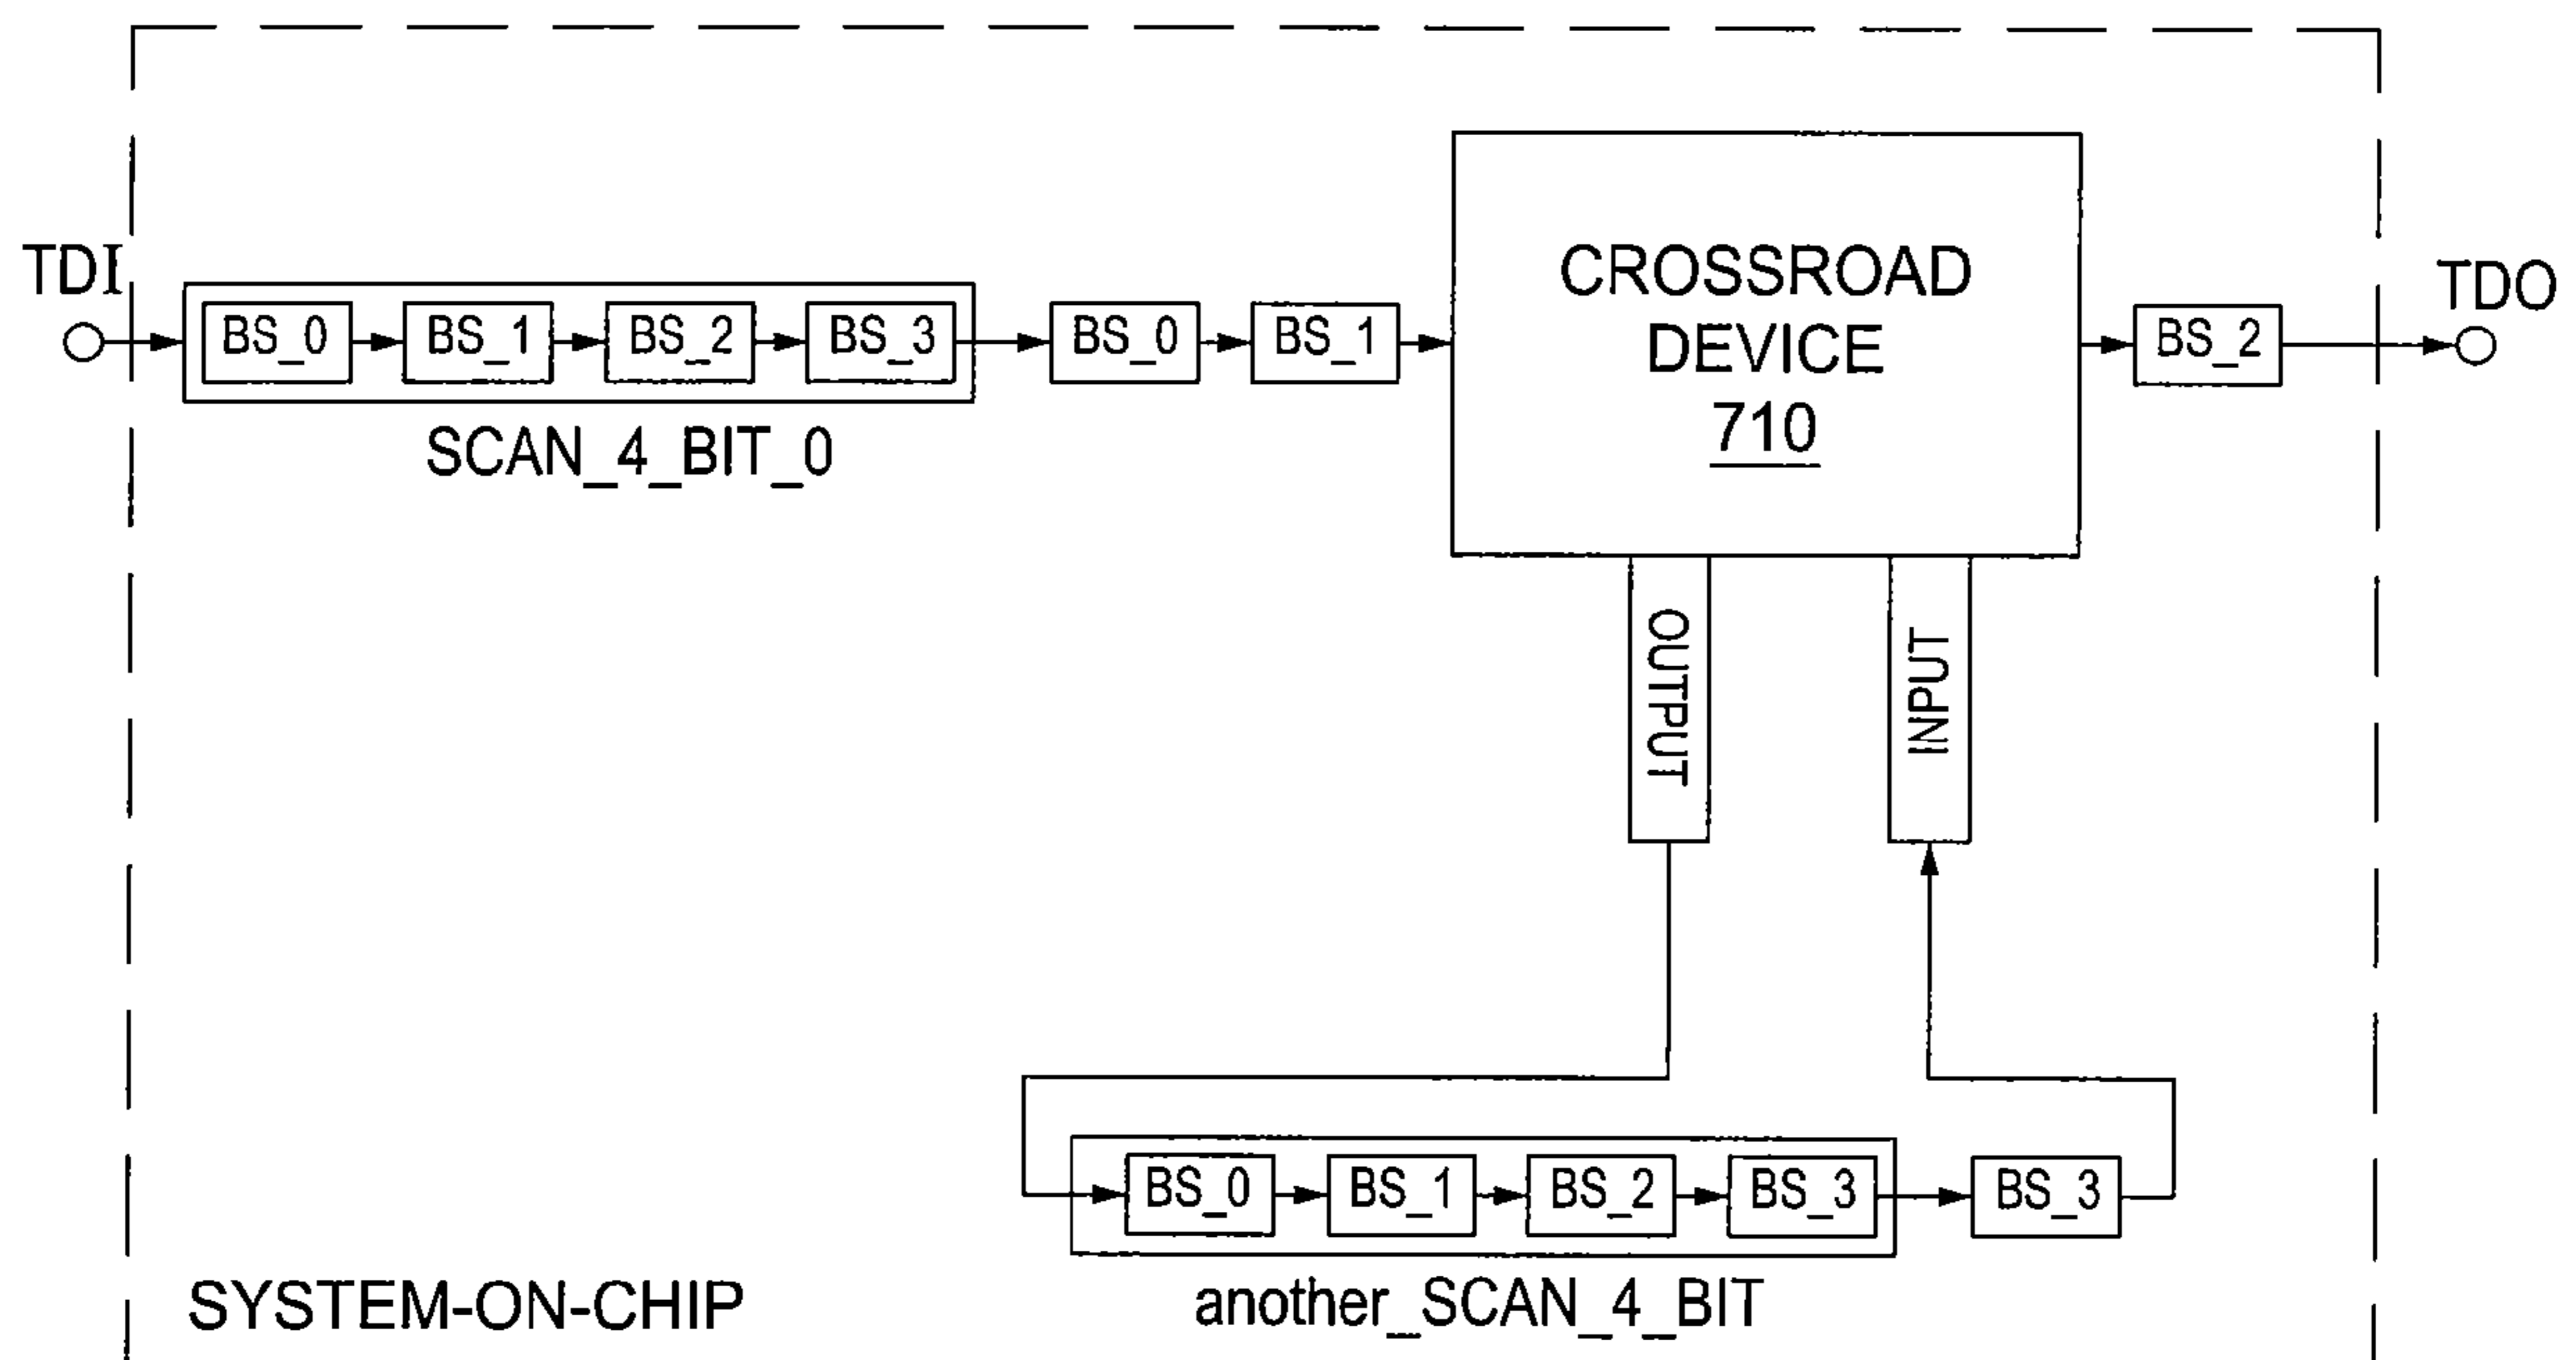 TDI
BS_0
BS_1
BS_2
BS_3
SCAN_4_BIT_0
BS_0
BS_1
CROSSROAD
DEVICE
710
BS_2
TDO
OUTPUT
INPUT
BS_0
BS_1
BS_2
BS_3
BS_3
another_SCAN_4_BIT
SYSTEM-ON-CHIP